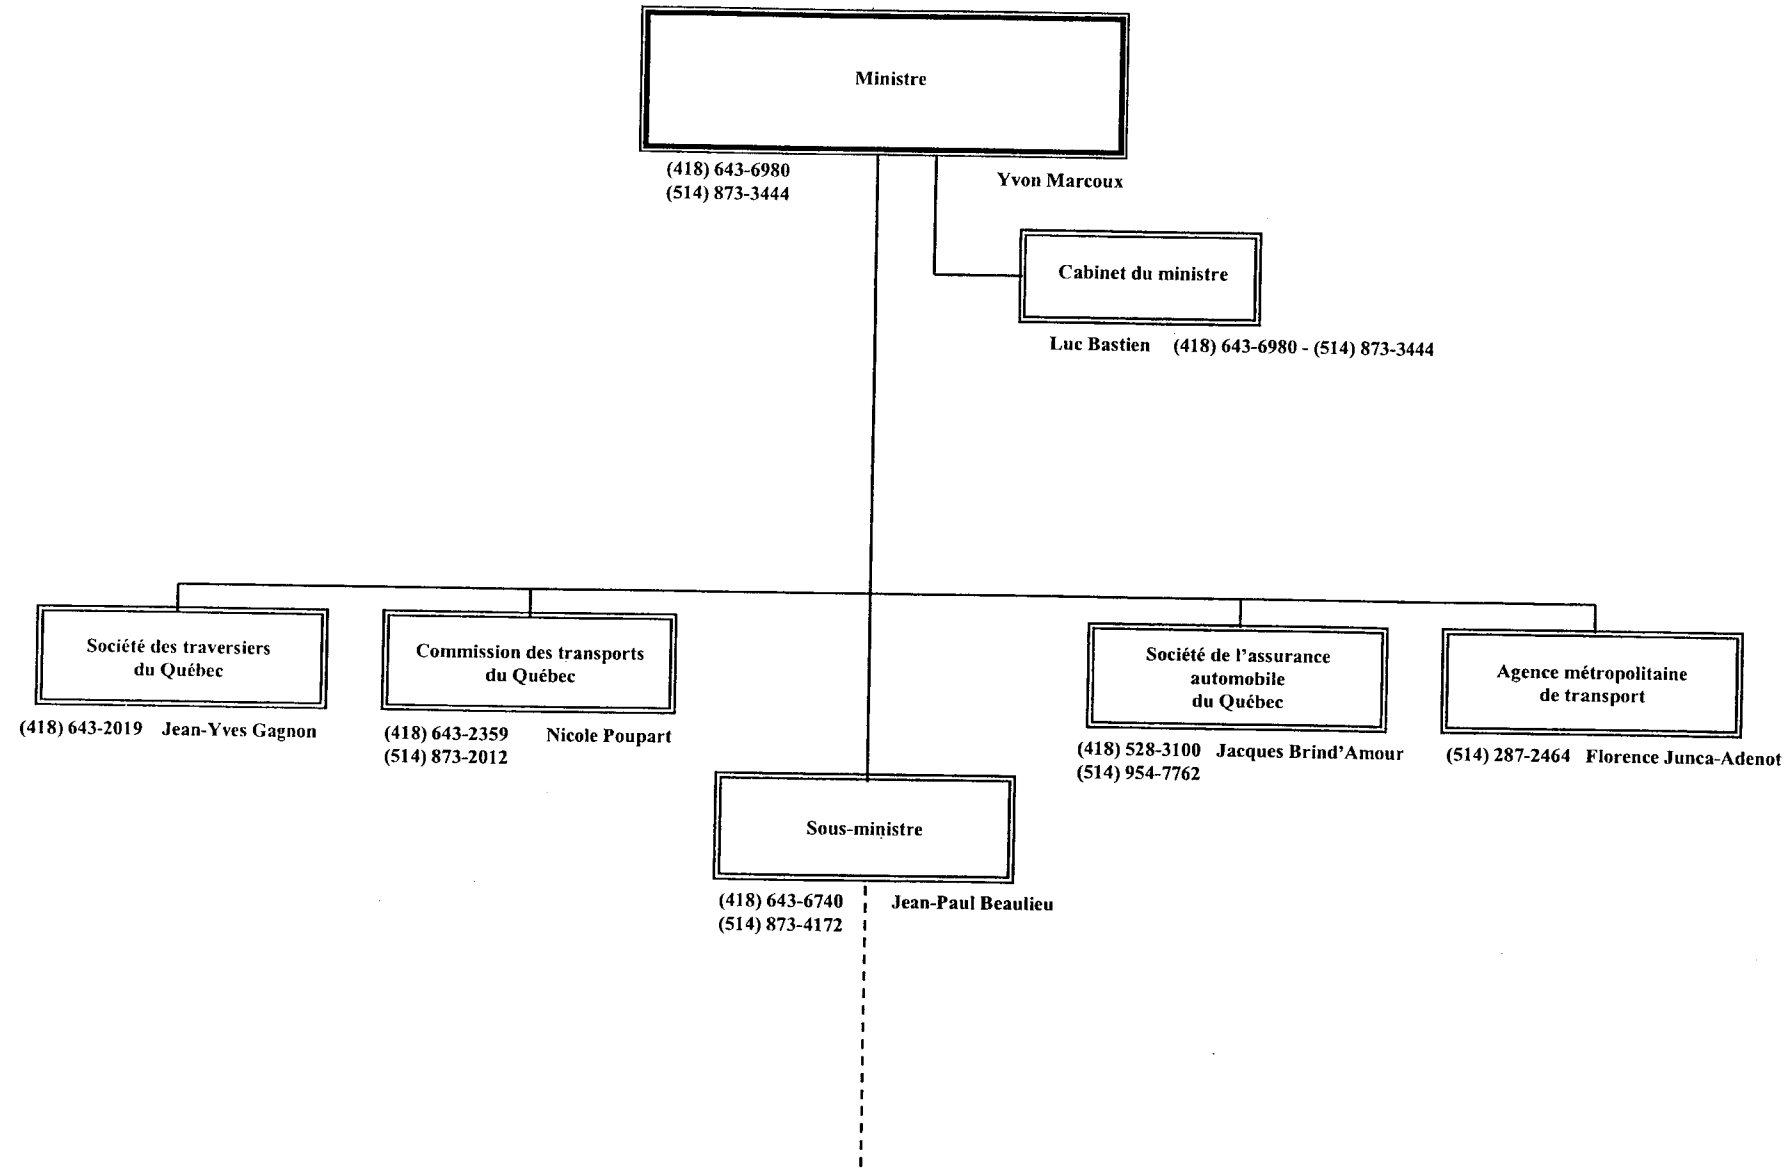 Ministre
(418) 643-6980
(514) 873-3444
Yvon Marcoux
Cabinet du ministre
Luc Bastien (418) 643-6980 - (514) 873-3444
Société des traversiers
du Québec
(418) 643-2019 Jean-Yves Gagnon
Commission des transports
du Québec
(418) 643-2359 Nicole Poupart
(514) 873-2012
Société de l'assurance
automobile
du Québec
(418) 528-3100 Jacques Brind'Amour
(514) 954-7762
Agence métropolitaine
de transport
(514) 287-2464 Florence Junca-Adenot
Sous-ministre
(418) 643-6740 Jean-Paul Beaulieu
(514) 873-4172